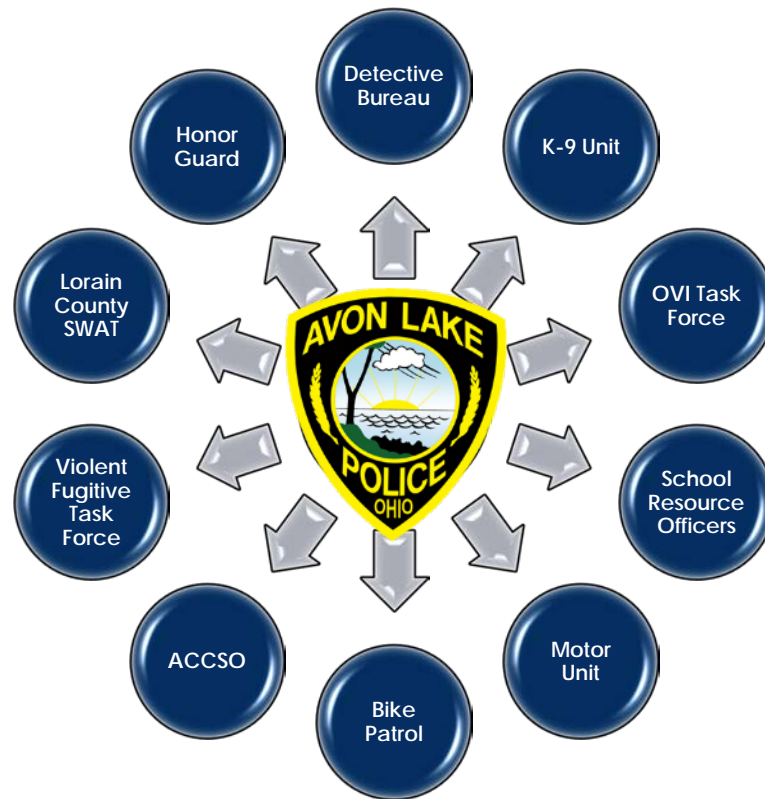 Detective
Bureau
K-9 Unit
OVI Task
Force
School
Resource
Officers
Motor
Unit
Bike
Patrol
ACCSO
Violent
Fugitive
Task
Force
Lorain
County
SWAT
Honor
Guard
AVON LAKE
POLICE
OHIO